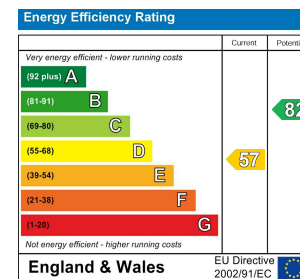 Energy Efficiency Rating
Current
Very energy efficient - lower running costs
(92 plus) A
(81-91) B
(69-80) C
(55-68) D
(39-54) E
(21-38) F
(1-20) G
57
82
Not energy efficient - higher running costs
England & Wales
EU Directive
2002/91/EC